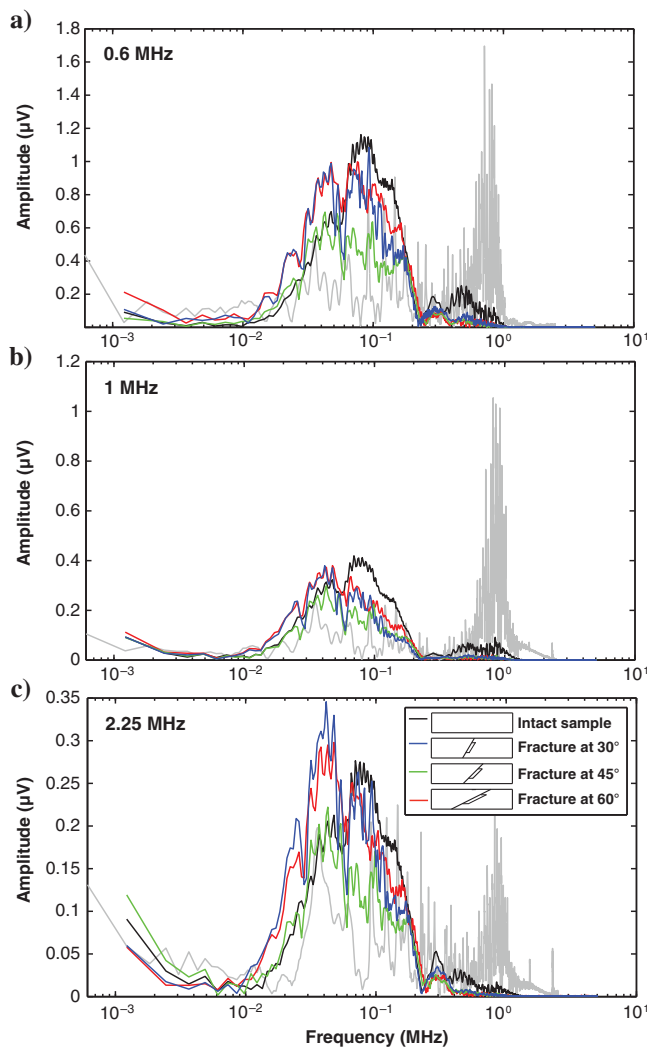 a)
0.6 MHz
Amplitude (µV)
1.8
1.6
1.4
1.2
1
0.8
0.6
0.4
0.2
10⁻³
10⁻²
10⁻¹
10⁰
10¹
b)
1 MHz
Amplitude (µV)
1.2
1
0.8
0.6
0.4
0.2
0
10⁻³
10⁻²
10⁻¹
10⁰
10¹
c)
2.25 MHz
Amplitude (µV)
0.35
0.3
0.25
0.2
0.15
0.1
0.05
0
Intact sample
Fracture at 30°
Fracture at 45°
Fracture at 60°
10⁻³
10⁻²
10⁻¹
10⁰
10¹
Frequency (MHz)